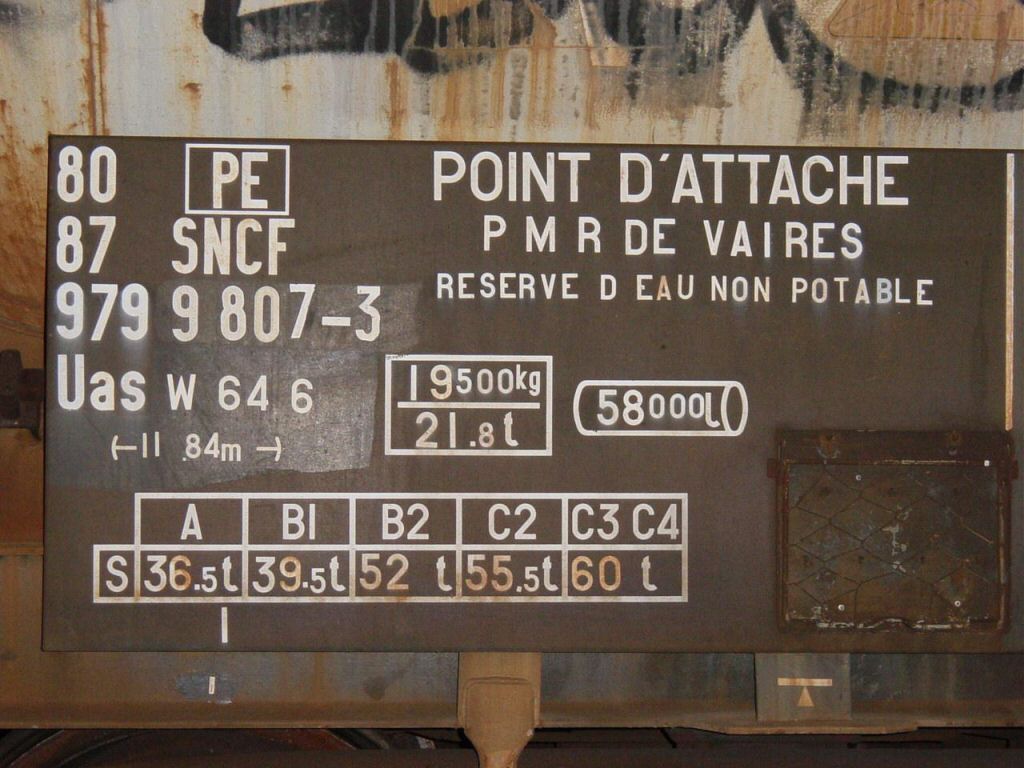 80 PE
87 SNCF
979 9 807-3
Uas W 64 6
11.84m
POINT D'ATTACHE
P M R DE VAIRES
RESERVE D EAU NON POTABLE
19500kg
21.8t
58000l
A B1 B2 C2 C3 C4
S 36.5t 39.5t 52 t 55.5t 60 t